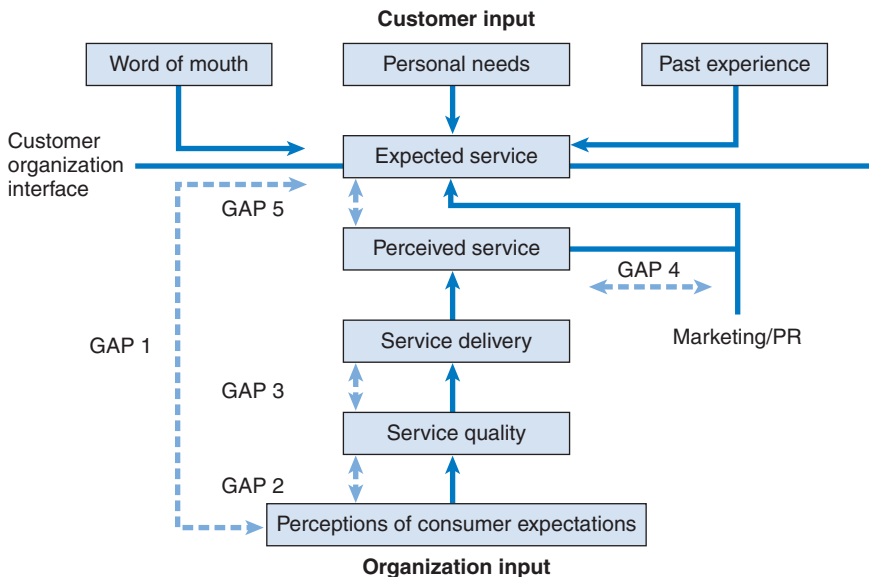 Customer input
Word of mouth
Personal needs
Past experience
Customer
organization
interface
Expected service
GAP 5
Perceived service
GAP 4
GAP 1
Service delivery
Marketing/PR
GAP 3
Service quality
GAP 2
Perceptions of consumer expectations
Organization input